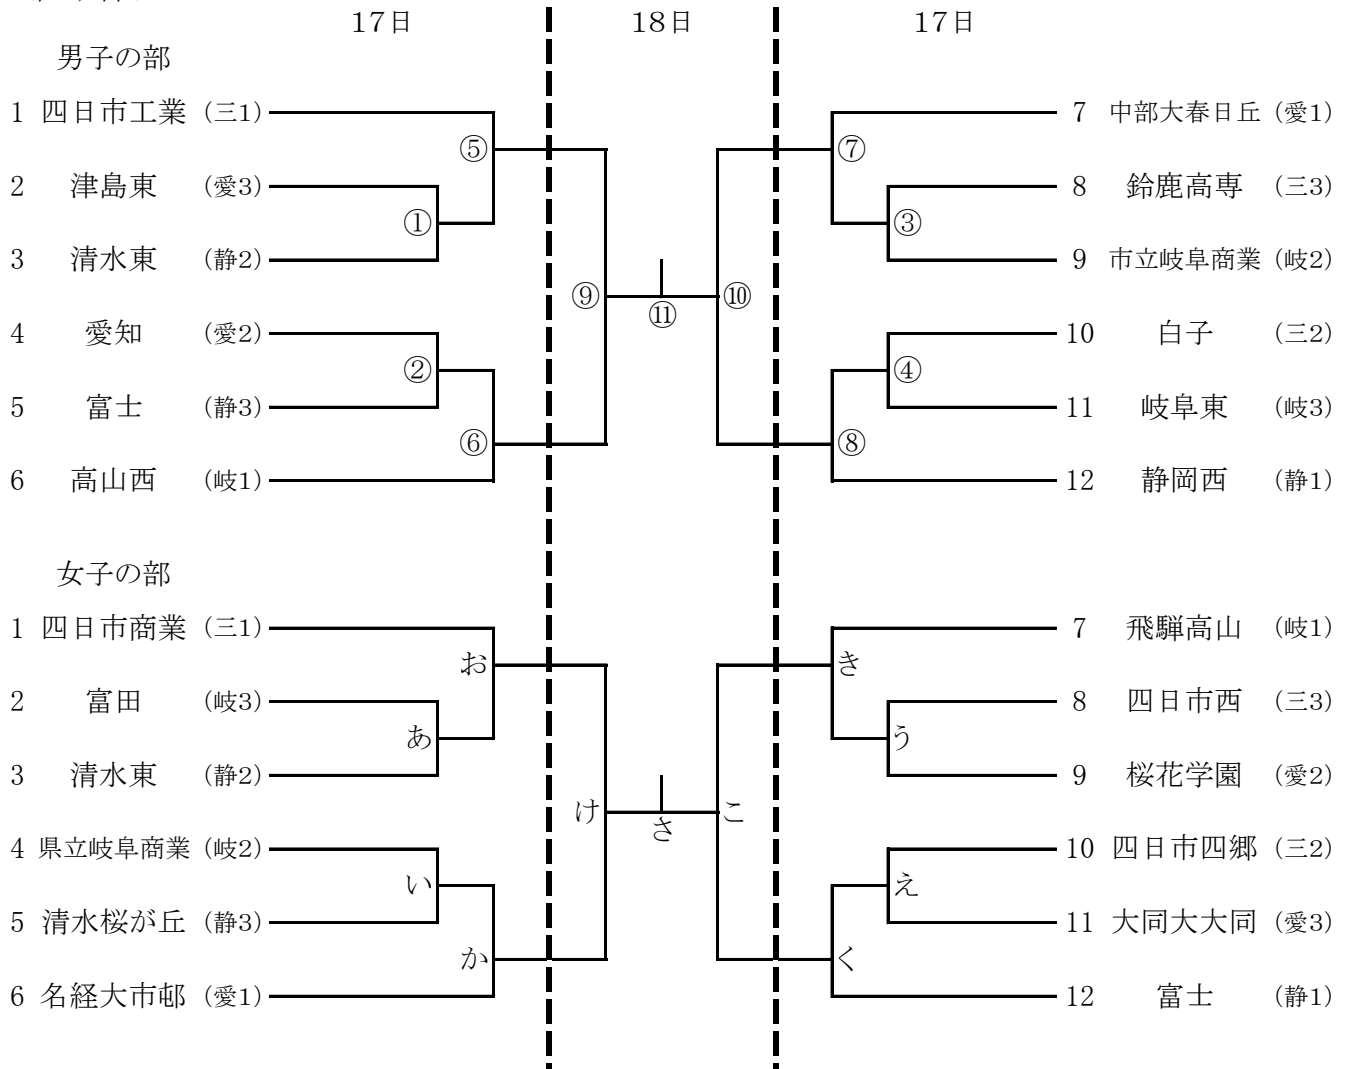 17日 18日 17日
男子の部
1 四日市工業 (三1) 7 中部大春日丘 (愛1)
⑤ ⑦
2 津島東 (愛3) 8 鈴鹿高専 (三3)
① ③
3 清水東 (静2) 9 市立岐阜商業 (岐2)
⑨ ⑪ ⑩
4 愛知 (愛2) 10 白子 (三2)
② ④
5 富士 (静3) 11 岐阜東 (岐3)
⑥ ⑧
6 高山西 (岐1) 12 静岡西 (静1)
女子の部
1 四日市商業 (三1) 7 飛騨高山 (岐1)
お き
2 富田 (岐3) 8 四日市西 (三3)
あ う
3 清水東 (静2) 9 桜花学園 (愛2)
け さ こ
4 県立岐阜商業 (岐2) 10 四日市四郷 (三2)
い え
5 清水桜が丘 (静3) 11 大同大大同 (愛3)
か く
6 名経大市邨 (愛1) 12 富士 (静1)